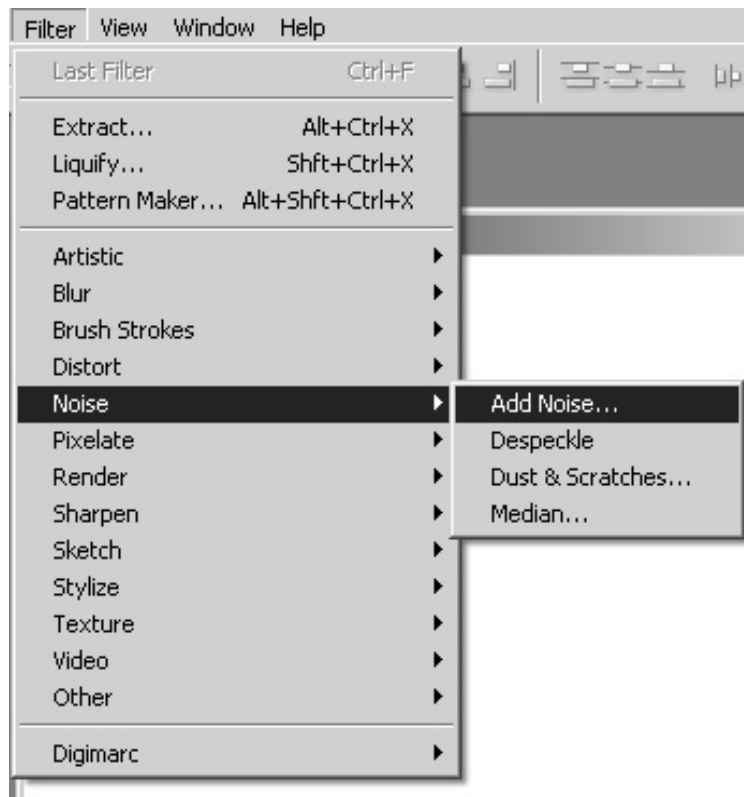 Filter View Window Help
Last Filter Ctrl+F
Extract... Alt+Ctrl+X
Liquify... Shft+Ctrl+X
Pattern Maker... Alt+Shft+Ctrl+X
Artistic
Blur
Brush Strokes
Distort
Noise
Add Noise...
Pixelate
Despeckle
Render
Dust & Scratches...
Sharpen
Median...
Sketch
Stylize
Texture
Video
Other
Digimarc